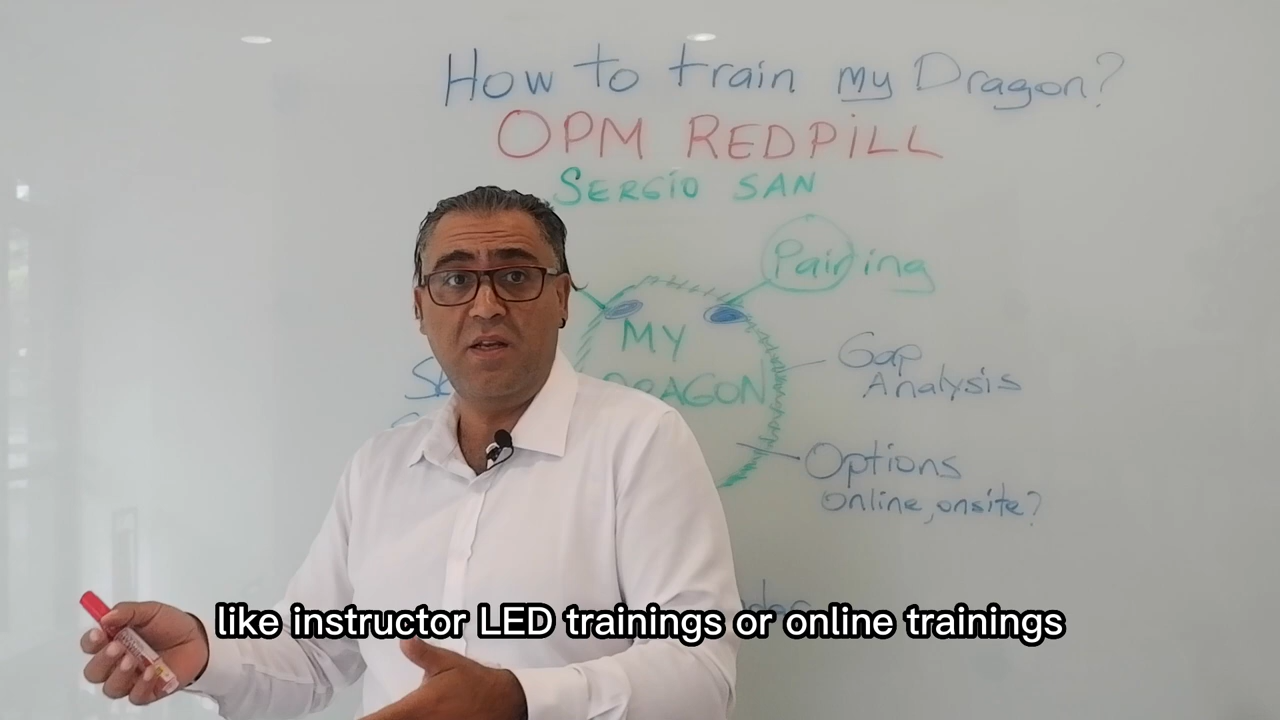 How to train my Dragon?
OPM REDPiLL
SERGiO SAN
Pairing
MY
DRAGON
Gap
Analysis
Options
Online, onsite?
like instructor LED trainings or online trainings